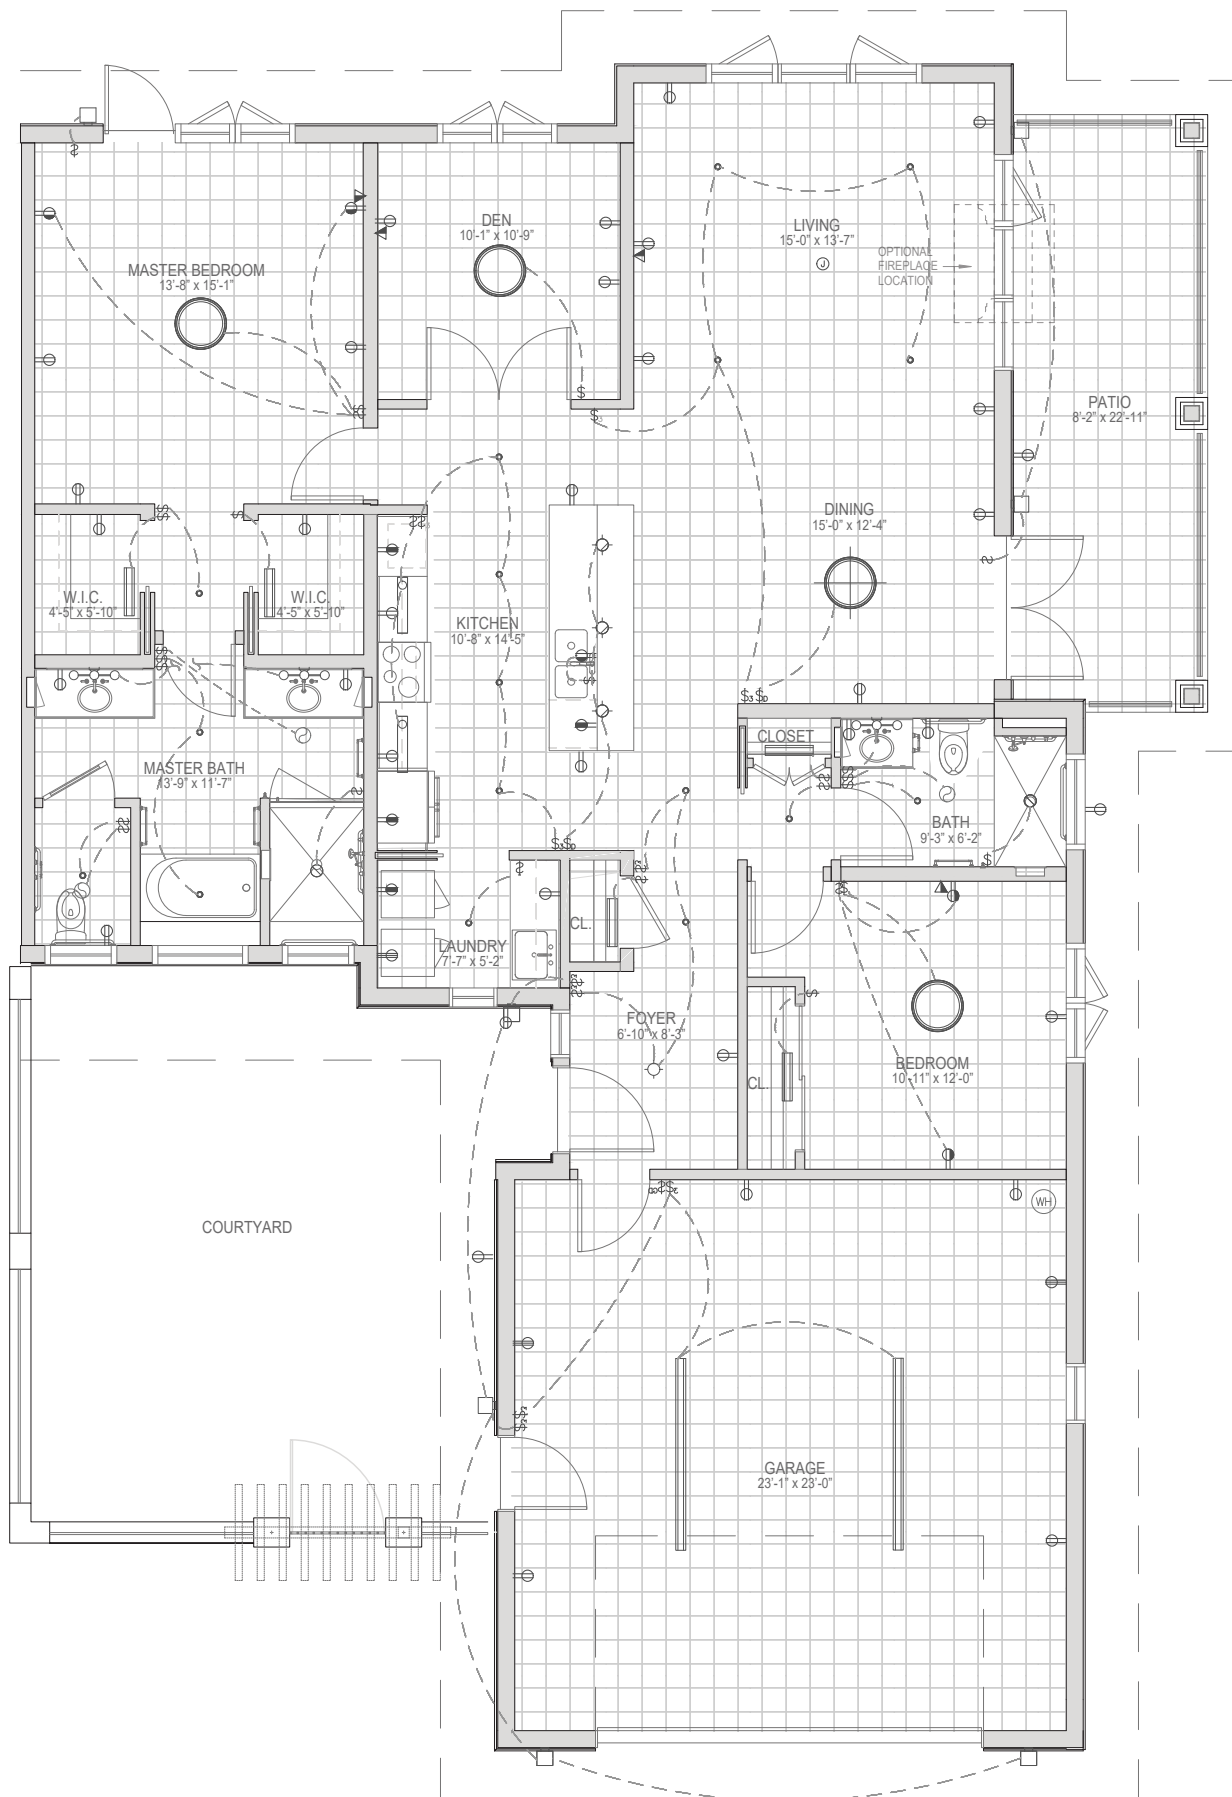 DEN
10'-1" x 10'-9"
LIVING
15'-0" x 13'-7"
OPTIONAL
FIREPLACE
LOCATION
J
MASTER BEDROOM
13'-8" x 15'-1"
PATIO
8'-2" x 22'-11"
DINING
15'-0" x 12'-4"
W.I.C.
4'-5" x 5'-10"
W.I.C.
4'-5" x 5'-10"
KITCHEN
10'-8" x 14'-5"
CLOSET
MASTER BATH
13'-9" x 11'-7"
BATH
9'-3" x 6'-2"
CL.
LAUNDRY
7'-7" x 5'-2"
FOYER
6'-10" x 8'-3"
BEDROOM
10'-11" x 12'-0"
CL.
WH
COURTYARD
GARAGE
23'-1" x 23'-0"